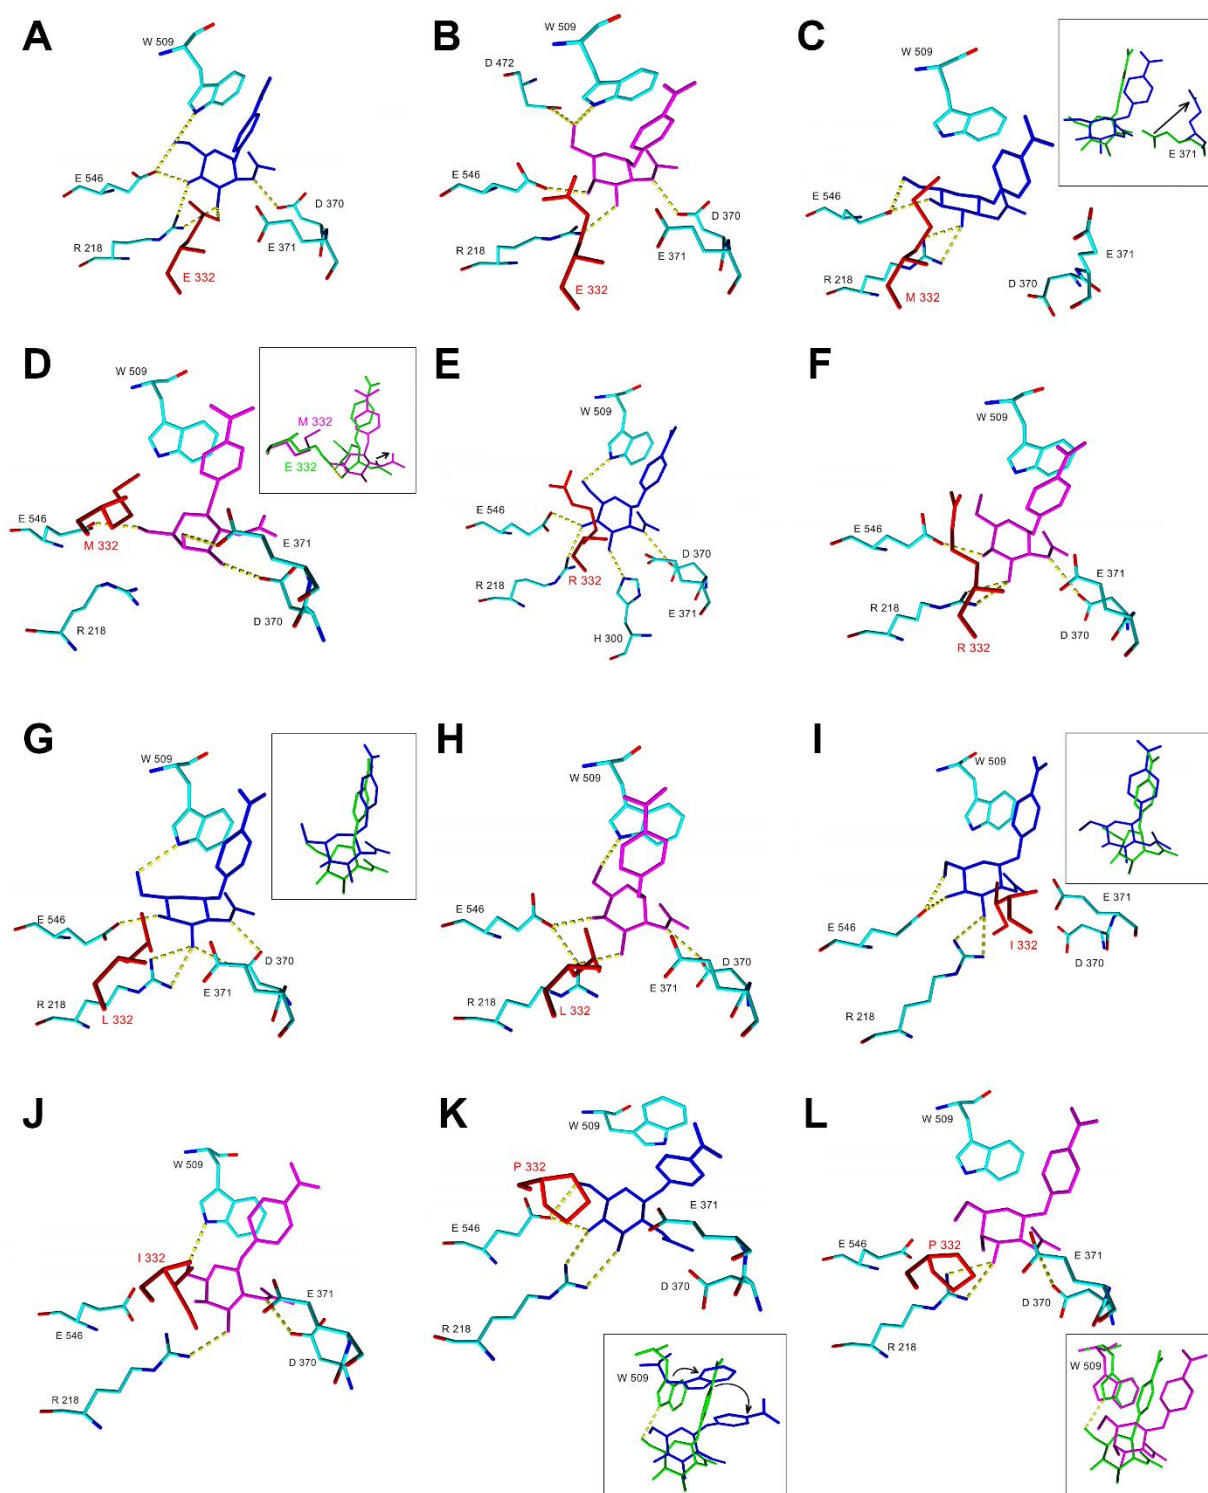 A
W 509
E 546
R 218
E 332
E 371
D 370
B
W 509
D 472
E 546
R 218
E 332
E 371
D 370
C
W 509
E 546
R 218
M 332
D 370
E 371
E 371
D
W 509
M 332
E 332
E 546
M 332
E 371
R 218
D 370
E
W 509
E 546
R 218
R 332
D 370
E 371
H 300
F
W 509
E 546
R 218
R 332
E 371
D 370
G
W 509
E 546
R 218
L 332
E 371
D 370
H
W 509
E 546
R 218
L 332
E 371
D 370
I
W 509
E 546
I 332
E 371
D 370
R 218
J
W 509
I 332
E 546
E 371
D 370
R 218
K
W 509
P 332
E 546
E 371
D 370
R 218
W 509
L
W 509
E 546
P 332
E 371
D 370
R 218
W 509